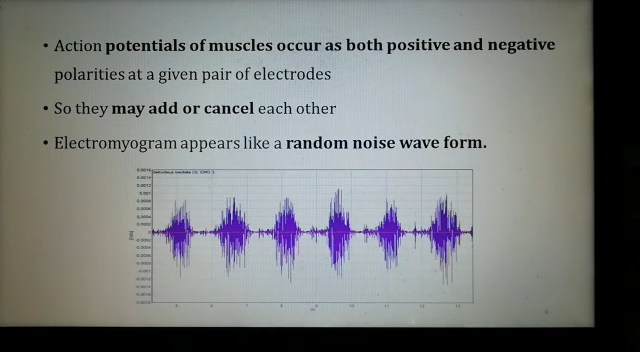 • Action potentials of muscles occur as both positive and negative
polarities at a given pair of electrodes
• So they may add or cancel each other
• Electromyogram appears like a random noise wave form.